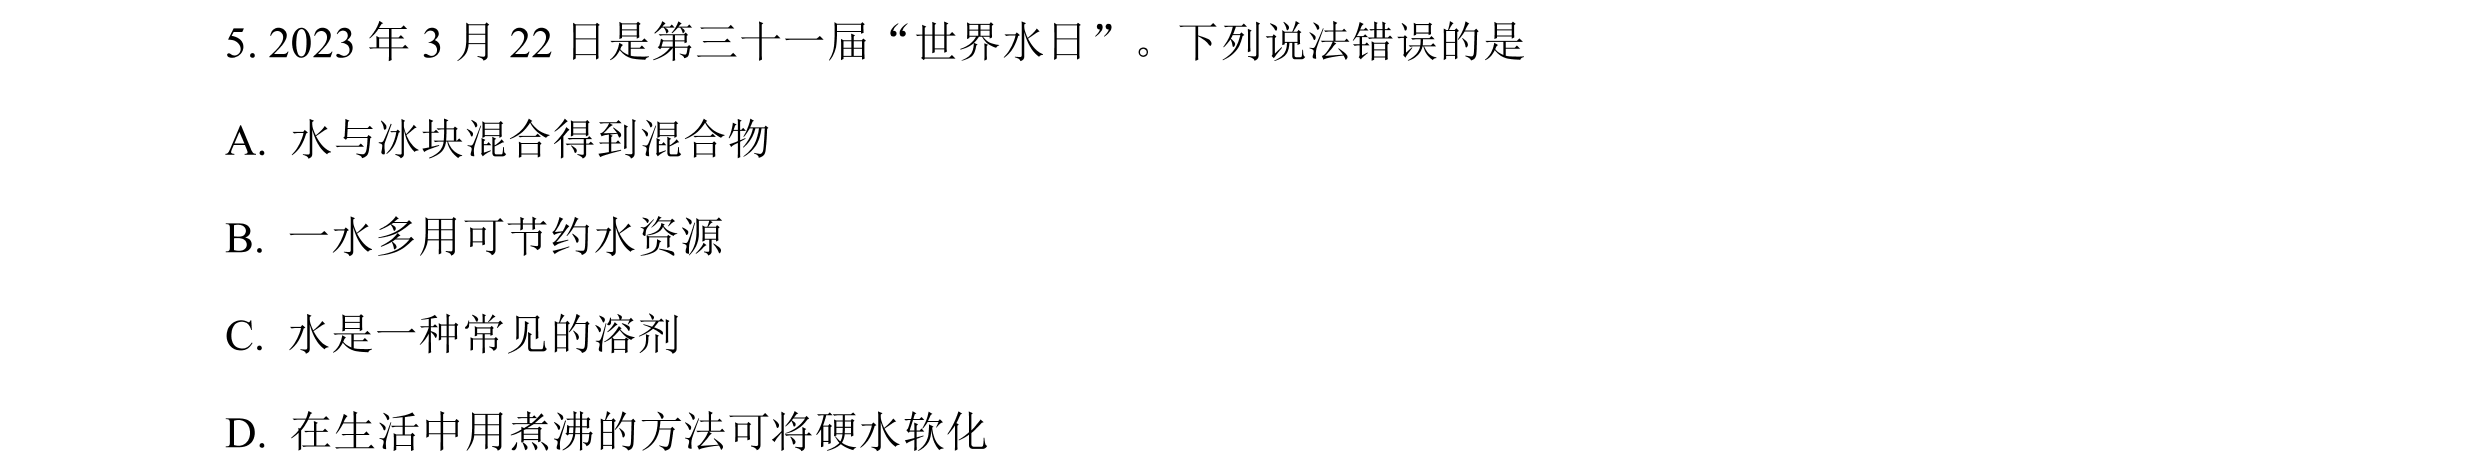 5. 2023 年 3 月 22 日是第三十一届“世界水日”。下列说法错误的是
A. 水与冰块混合得到混合物
B. 一水多用可节约水资源
C. 水是一种常见的溶剂
D. 在生活中用煮沸的方法可将硬水软化